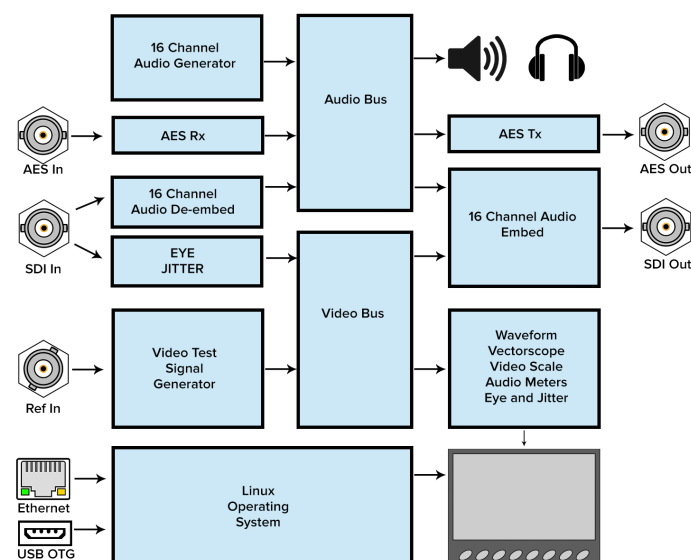 16 Channel
Audio Generator
Audio Bus
AES In
AES Rx
AES Tx
AES Out
16 Channel
Audio De-embed
16 Channel Audio
Embed
SDI In
EYE
JITTER
SDI Out
Video Bus
Ref In
Video Test
Signal
Generator
Waveform
Vectorscope
Video Scale
Audio Meters
Eye and Jitter
Ethernet
USB OTG
Linux
Operating
System